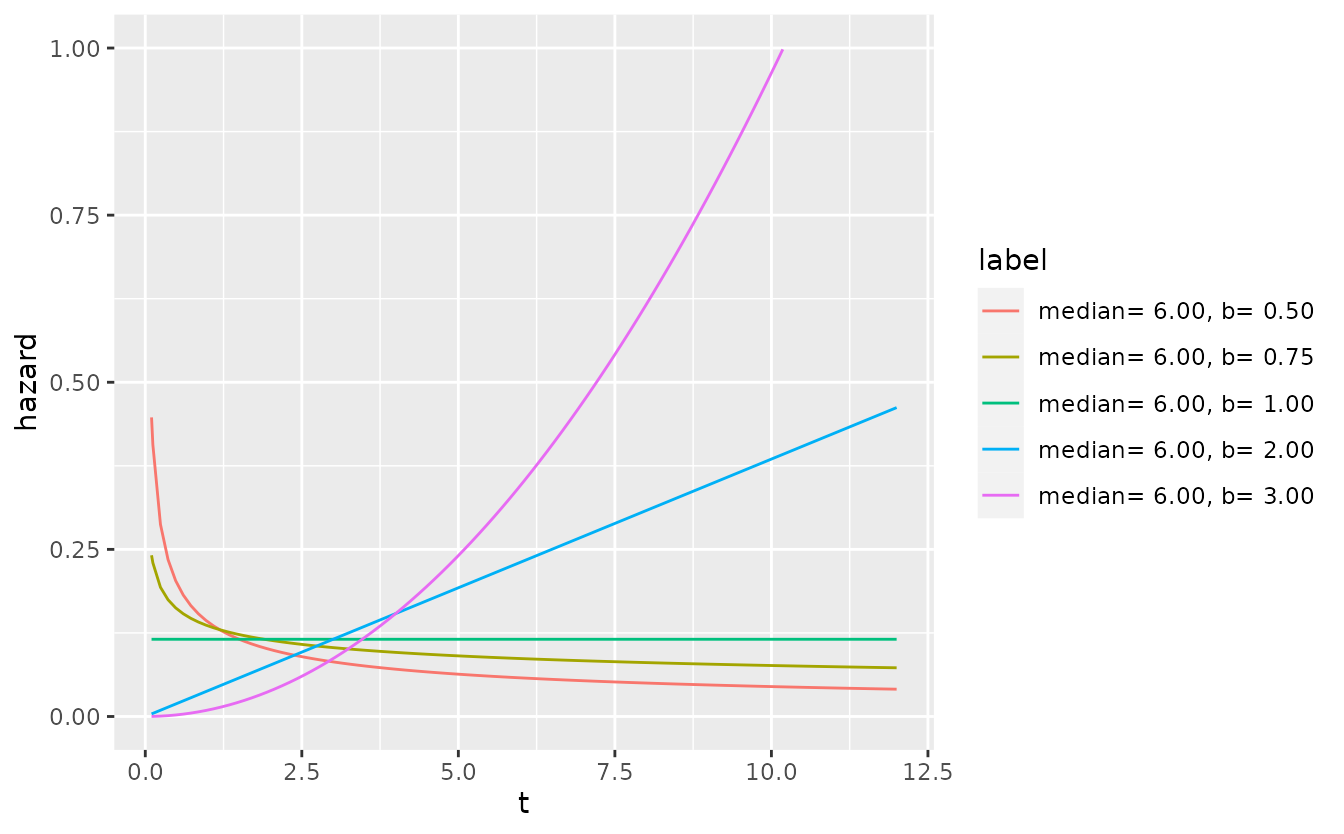 1.00
0.75
0.50
0.25
0.00
hazard
0.0 2.5 5.0 7.5 10.0 12.5
t
label
median= 6.00, b= 0.50
median= 6.00, b= 0.75
median= 6.00, b= 1.00
median= 6.00, b= 2.00
median= 6.00, b= 3.00